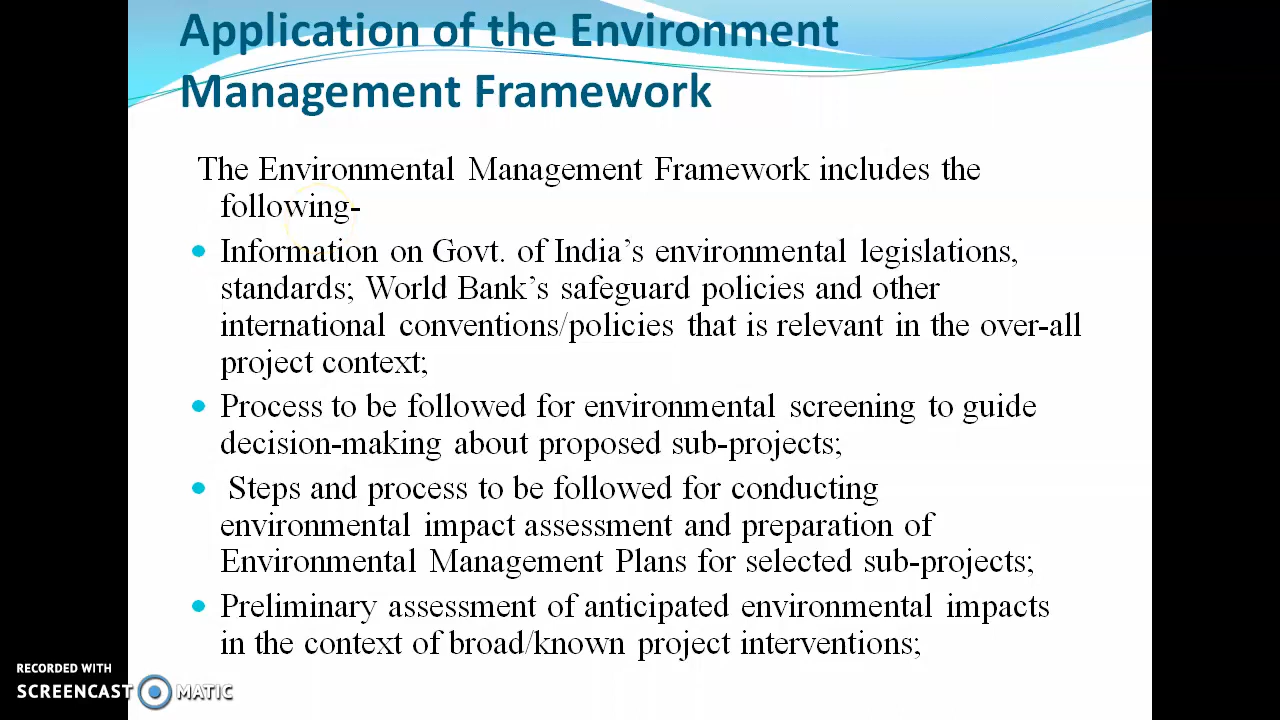 Application of the Environment
Management Framework
The Environmental Management Framework includes the
following-
Information on Govt. of India’s environmental legislations,
standards; World Bank’s safeguard policies and other
international conventions/policies that is relevant in the over-all
project context;
Process to be followed for environmental screening to guide
decision-making about proposed sub-projects;
Steps and process to be followed for conducting
environmental impact assessment and preparation of
Environmental Management Plans for selected sub-projects;
Preliminary assessment of anticipated environmental impacts
in the context of broad/known project interventions;
RECORDED WITH
SCREENCAST MATIC